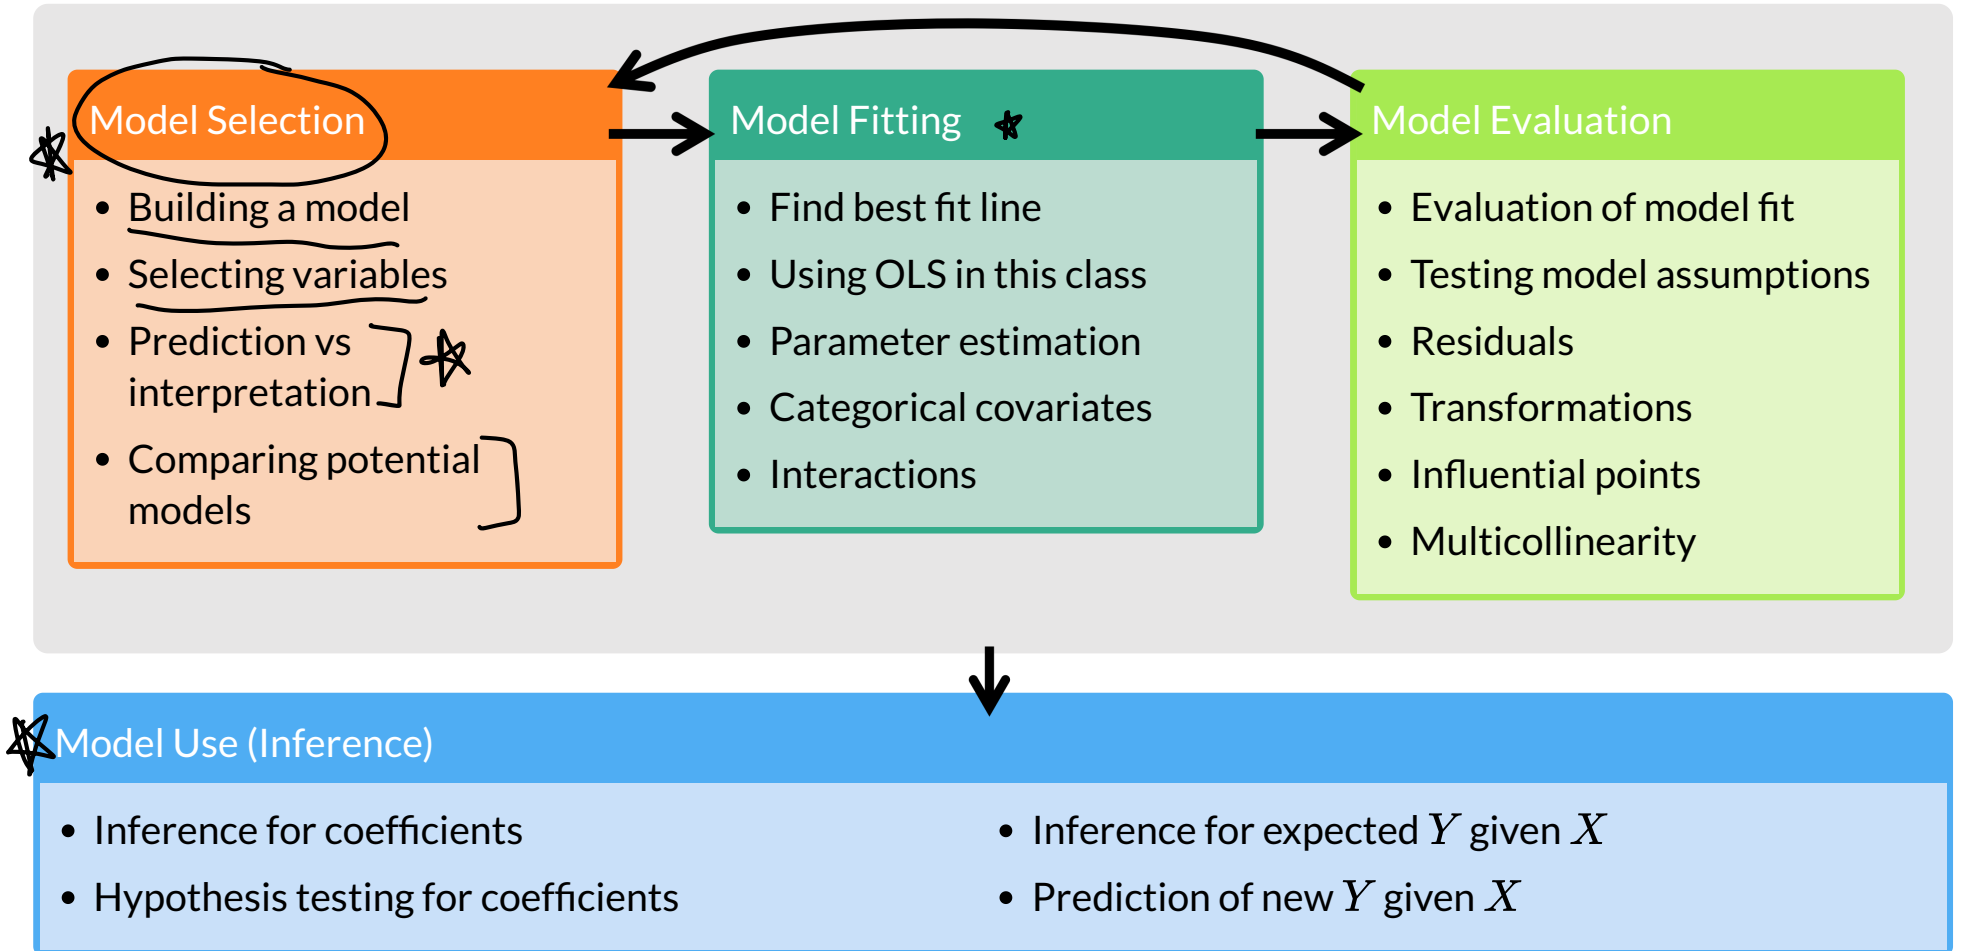 Model Selection
• Building a model
• Selecting variables
• Prediction vs
interpretation
• Comparing potential
models
Model Fitting
• Find best fit line
• Using OLS in this class
• Parameter estimation
• Categorical covariates
• Interactions
Model Evaluation
• Evaluation of model fit
• Testing model assumptions
• Residuals
• Transformations
• Influential points
• Multicollinearity
Model Use (Inference)
• Inference for coefficients
• Hypothesis testing for coefficients
• Inference for expected Y given X
• Prediction of new Y given X